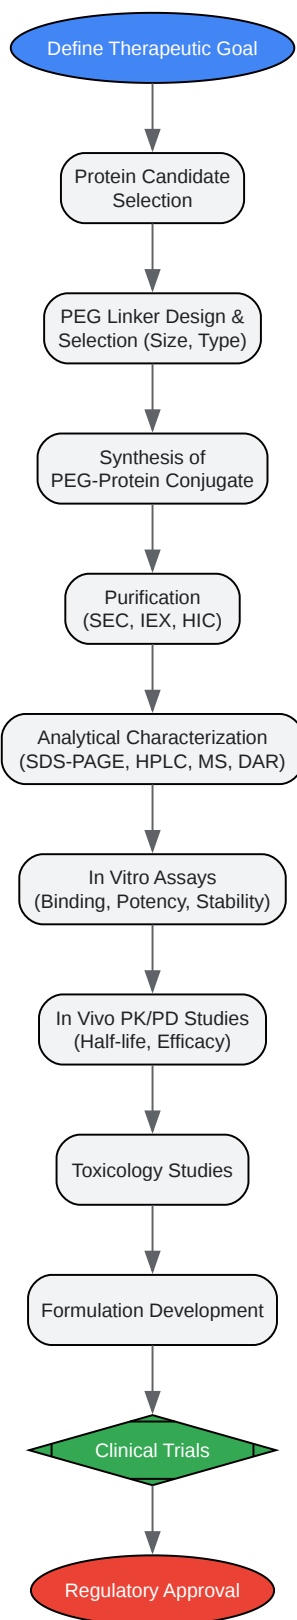 Define Therapeutic Goal
Protein Candidate
Selection
PEG Linker Design &
Selection (Size, Type)
Synthesis of
PEG-Protein Conjugate
Purification
(SEC, IEX, HIC)
Analytical Characterization
(SDS-PAGE, HPLC, MS, DAR)
In Vitro Assays
(Binding, Potency, Stability)
In Vivo PK/PD Studies
(Half-life, Efficacy)
Toxicology Studies
Formulation Development
Clinical Trials
Regulatory Approval